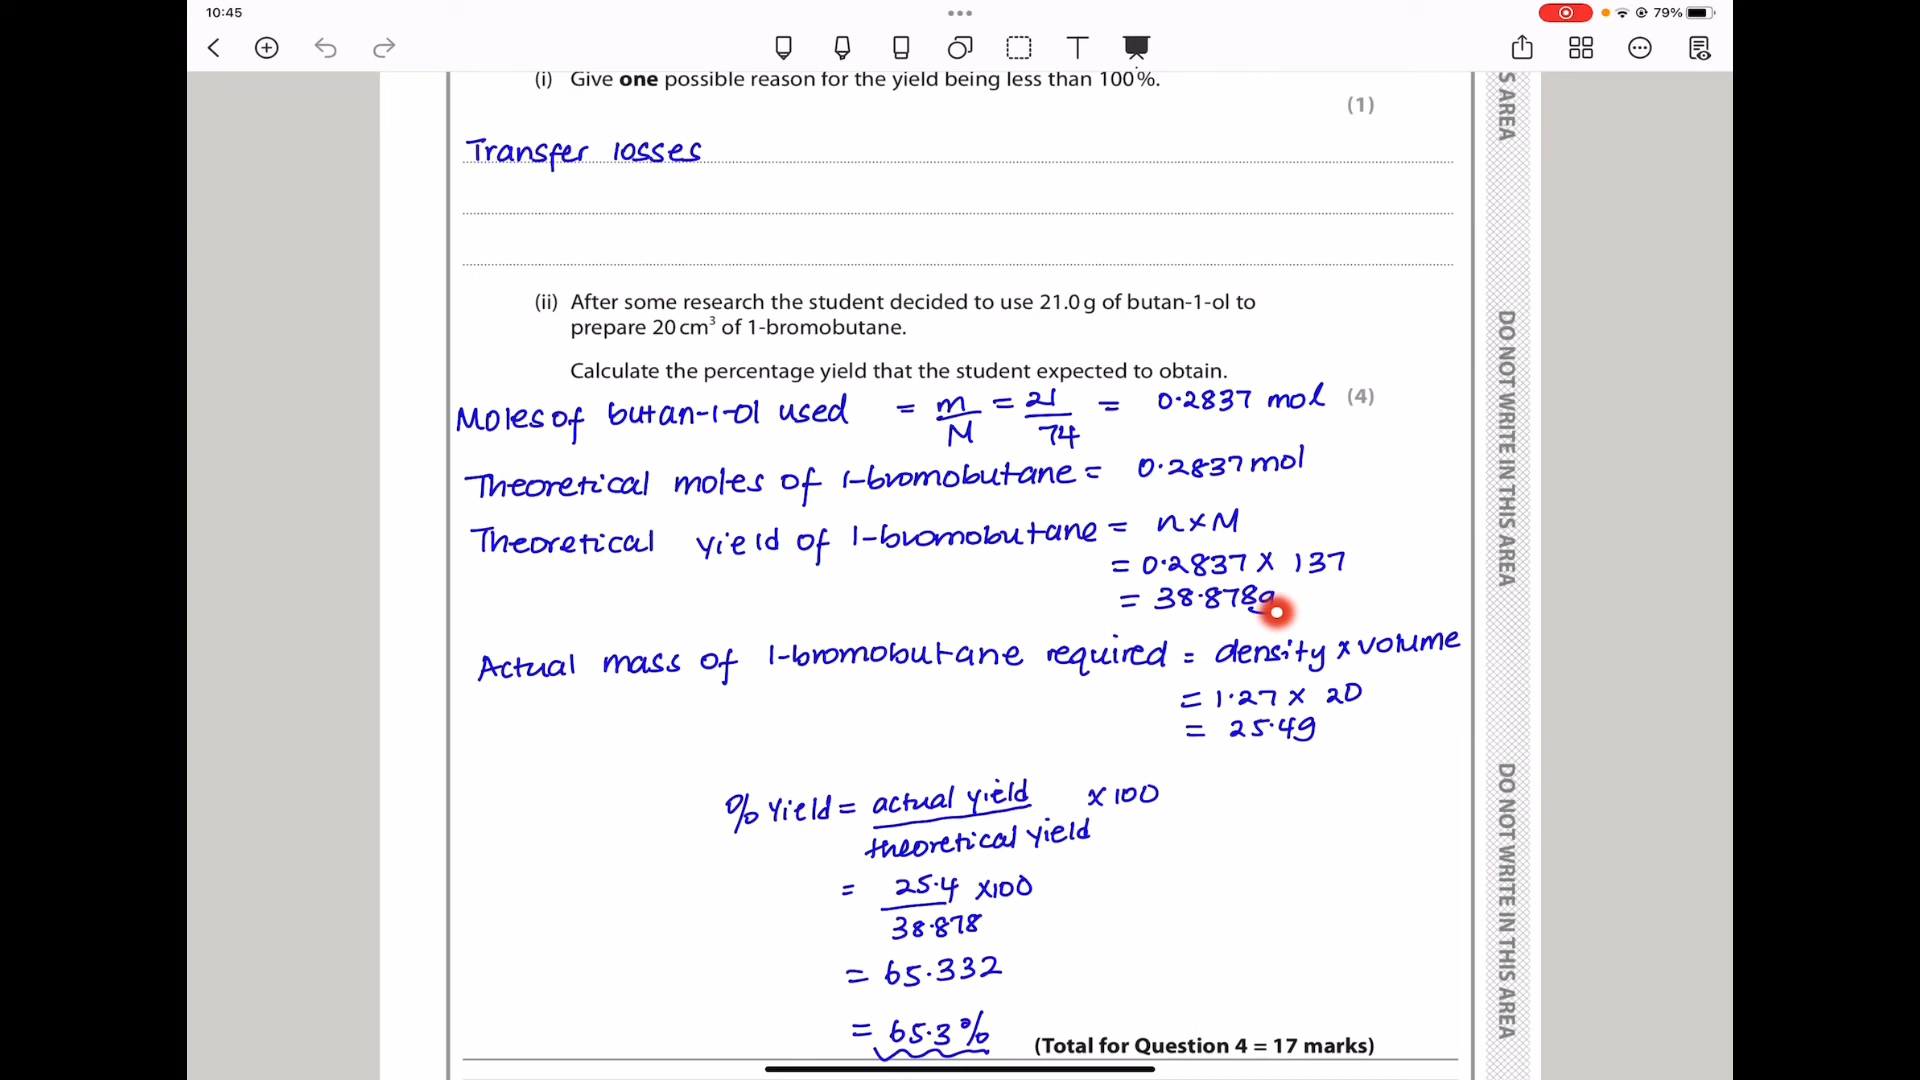 10:45
79%
(i) Give one possible reason for the yield being less than 100%.
(1)
Transfer losses
(ii) After some research the student decided to use 21.0 g of butan-1-ol to
prepare 20 cm³ of 1-bromobutane.
Calculate the percentage yield that the student expected to obtain.
(4)
Moles of butan-1-ol used = m/M = 21/74 = 0.2837 mol
Theoretical moles of 1-bromobutane = 0.2837 mol
Theoretical yield of 1-bromobutane = n × M
= 0.2837 × 137
= 38.878g
Actual mass of 1-bromobutane required = density × volume
= 1.27 × 20
= 25.4g
% Yield = actual yield/theoretical yield × 100
= 25.4/38.878 × 100
= 65.332
= 65.3%
(Total for Question 4 = 17 marks)
S AREA
DO NOT WRITE IN THIS AREA
DO NOT WRITE IN THIS AREA